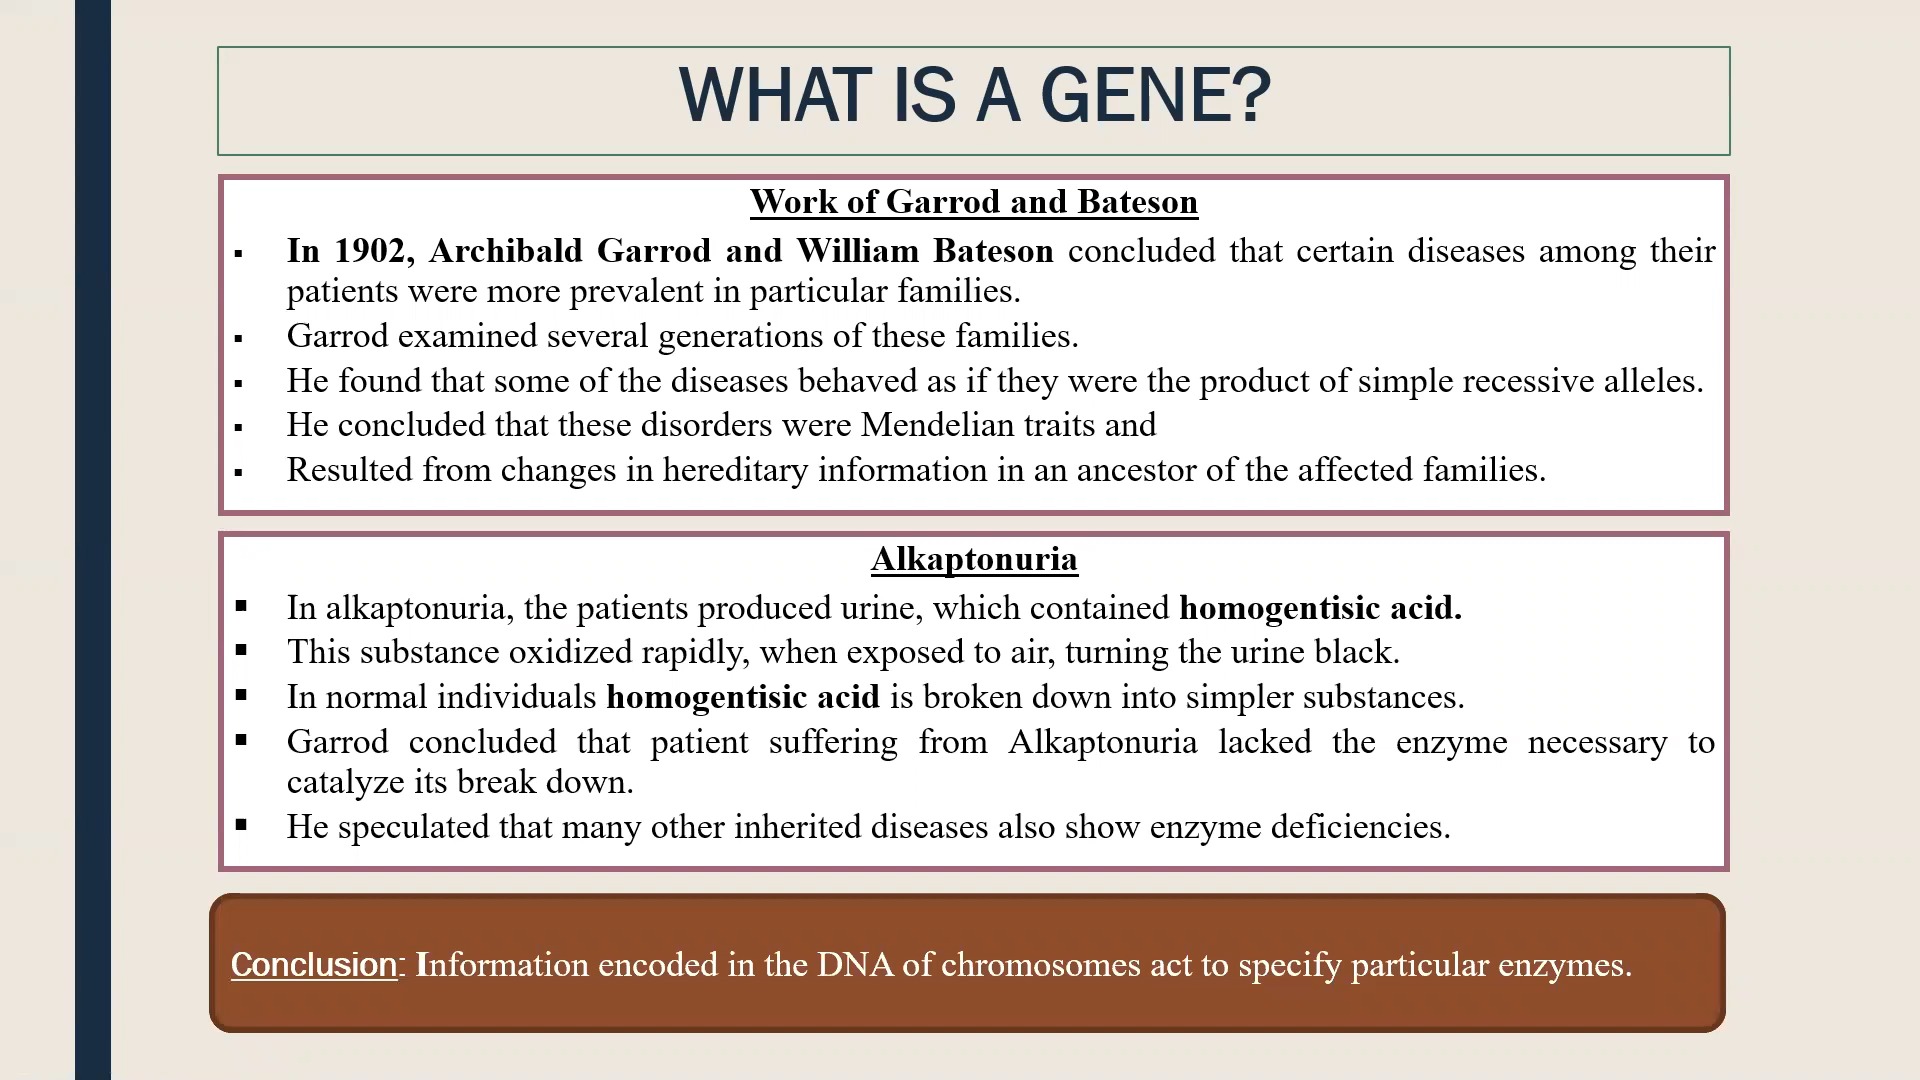 WHAT IS A GENE?
Work of Garrod and Bateson
▪ In 1902, Archibald Garrod and William Bateson concluded that certain diseases among their
patients were more prevalent in particular families.
▪ Garrod examined several generations of these families.
▪ He found that some of the diseases behaved as if they were the product of simple recessive alleles.
▪ He concluded that these disorders were Mendelian traits and
▪ Resulted from changes in hereditary information in an ancestor of the affected families.
Alkaptonuria
▪ In alkaptonuria, the patients produced urine, which contained homogentisic acid.
▪ This substance oxidized rapidly, when exposed to air, turning the urine black.
▪ In normal individuals homogentisic acid is broken down into simpler substances.
▪ Garrod concluded that patient suffering from Alkaptonuria lacked the enzyme necessary to
catalyze its break down.
▪ He speculated that many other inherited diseases also show enzyme deficiencies.
Conclusion: Information encoded in the DNA of chromosomes act to specify particular enzymes.